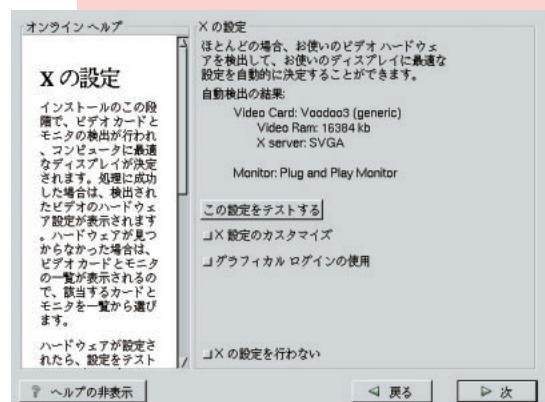 オンライン ヘルプ
X の設定
インストールのこの段
階で、ビデオ カードと
モニタの検出が行われ
、コンピュータに最適
なディスプレイが決定
されます。処理に成功
した場合は、検出され
たビデオのハードウェ
ア設定が表示されます
。ハードウェアが見つ
からなかった場合は、
ビデオ カードとモニタ
の一覧が表示されるの
で、該当するカードと
モニタを一覧から選び
ます。
ハードウェアが設定さ
れたら、設定をテスト
X の設定
ほとんどの場合、お使いのビデオ ハードウェ
アを検出して、お使いのディスプレイに最適な
設定を自動的に決定することができます。
自動検出の結果:
Video Card: Voodoo3 (generic)
Video Ram: 16384 kb
X server: SVGA
Monitor: Plug and Play Monitor
この設定をテストする
X 設定のカスタマイズ
グラフィカル ログインの使用
X の設定を行わない
? ヘルプの非表示
戻る
次